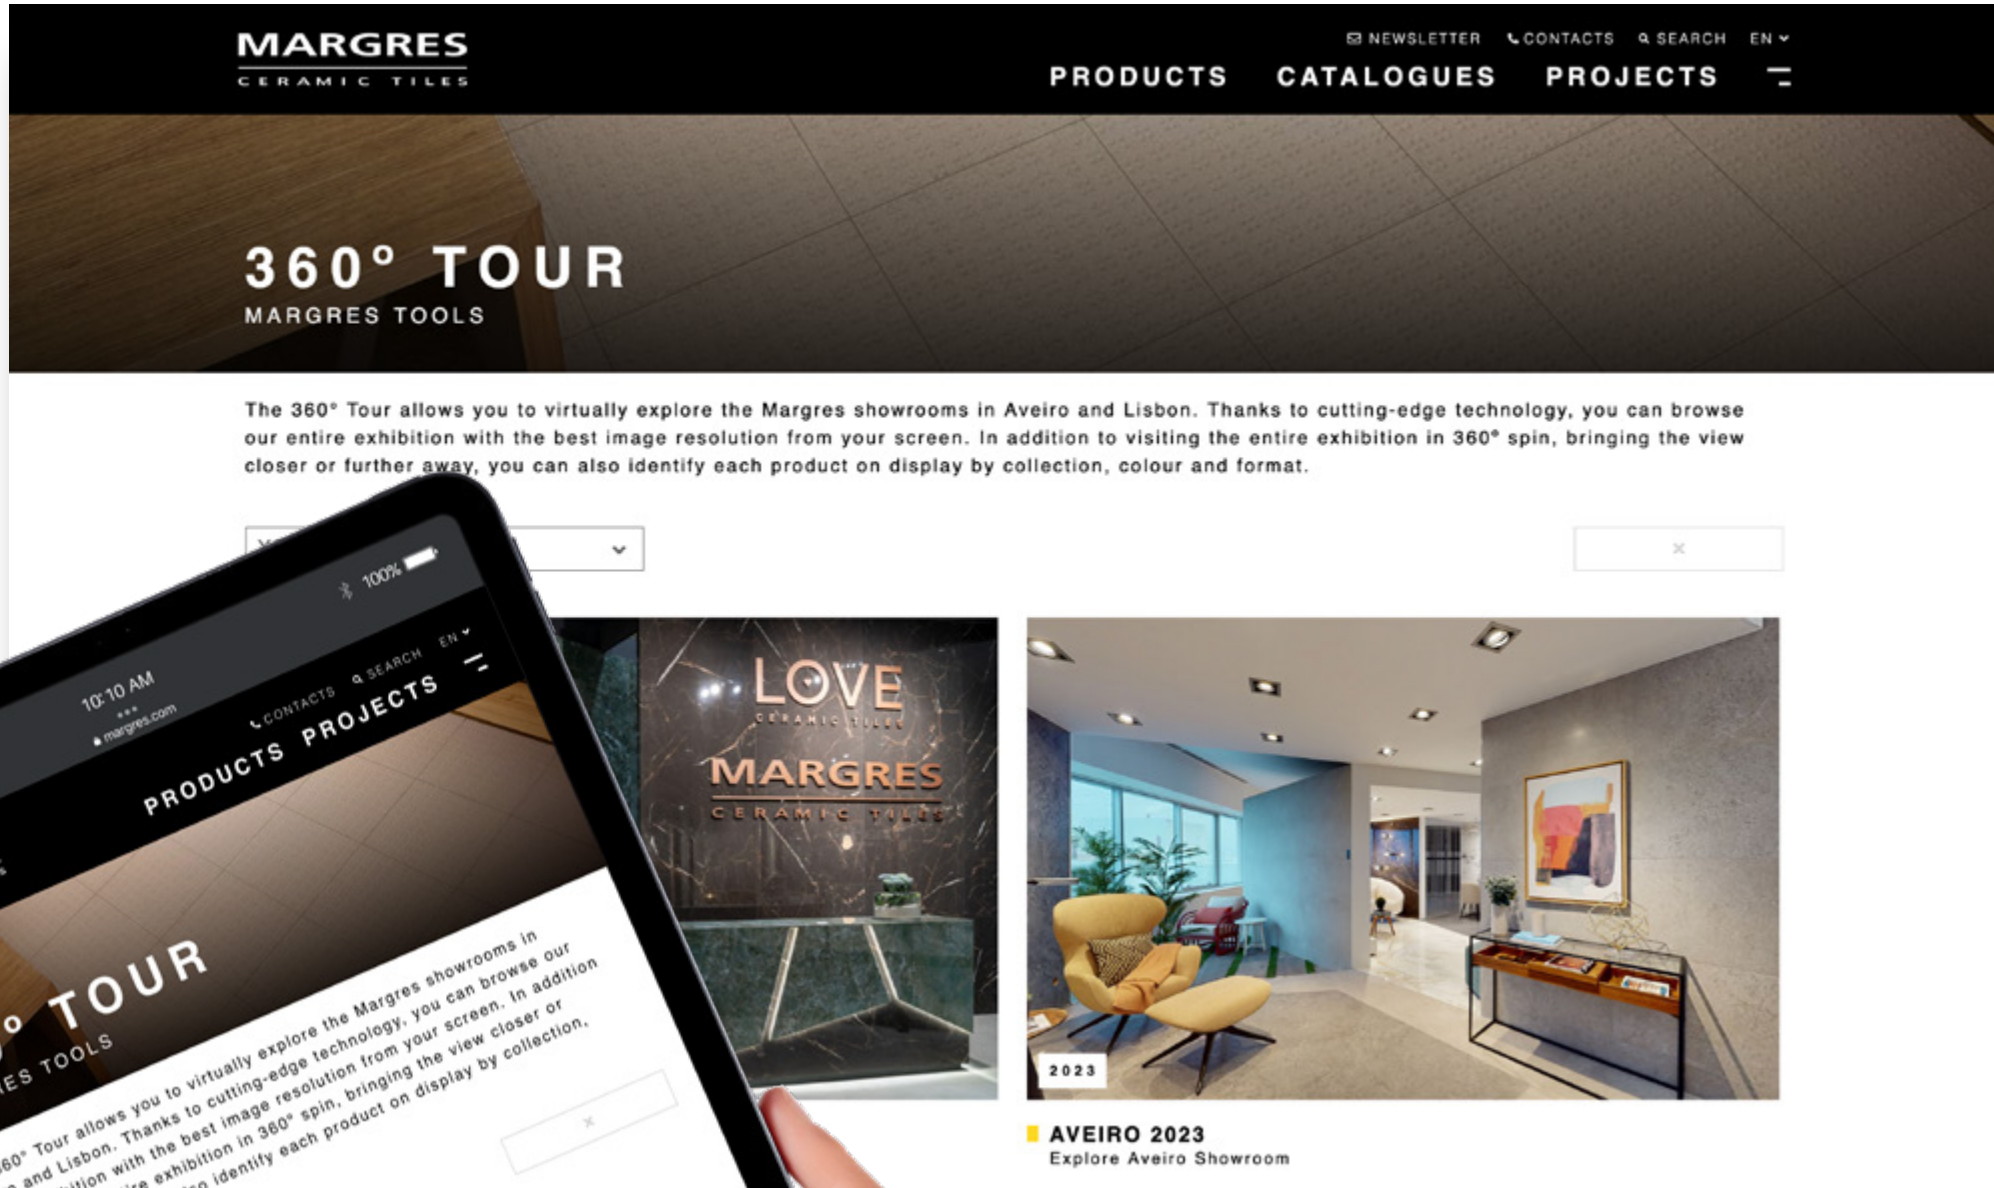 MARGRES
CERAMIC TILES
NEWSLETTER CONTACTS SEARCH EN
PRODUCTS CATALOGUES PROJECTS
360º TOUR
MARGRES TOOLS
The 360° Tour allows you to virtually explore the Margres showrooms in Aveiro and Lisbon. Thanks to cutting-edge technology, you can browse
our entire exhibition with the best image resolution from your screen. In addition to visiting the entire exhibition in 360° spin, bringing the view
closer or further away, you can also identify each product on display by collection, colour and format.
LOVE
CERAMIC TILES
MARGRES
CERAMIC TILES
2023
AVEIRO 2023
Explore Aveiro Showroom
100%
10:10 AM
margres.com
CONTACTS SEARCH EN
PRODUCTS PROJECTS
º TOUR
ES TOOLS
60° Tour allows you to virtually explore the Margres showrooms in
and Lisbon. Thanks to cutting-edge technology, you can browse our
with the best image resolution from your screen. In addition
exhibition in 360° spin, bringing the view closer or
identify each product on display by collection,